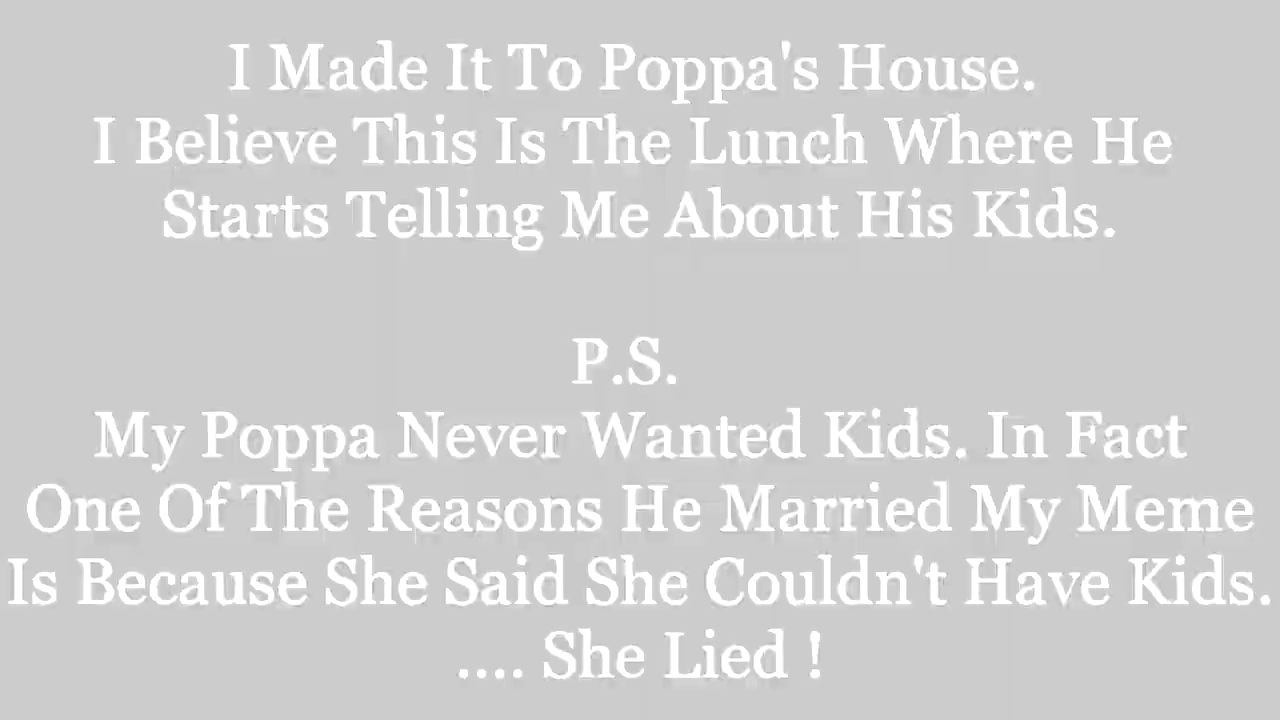 I Made It To Poppa's House.
I Believe This Is The Lunch Where He
Starts Telling Me About His Kids.
P.S.
My Poppa Never Wanted Kids. In Fact
One Of The Reasons He Married My Meme
Is Because She Said She Couldn't Have Kids.
.... She Lied !